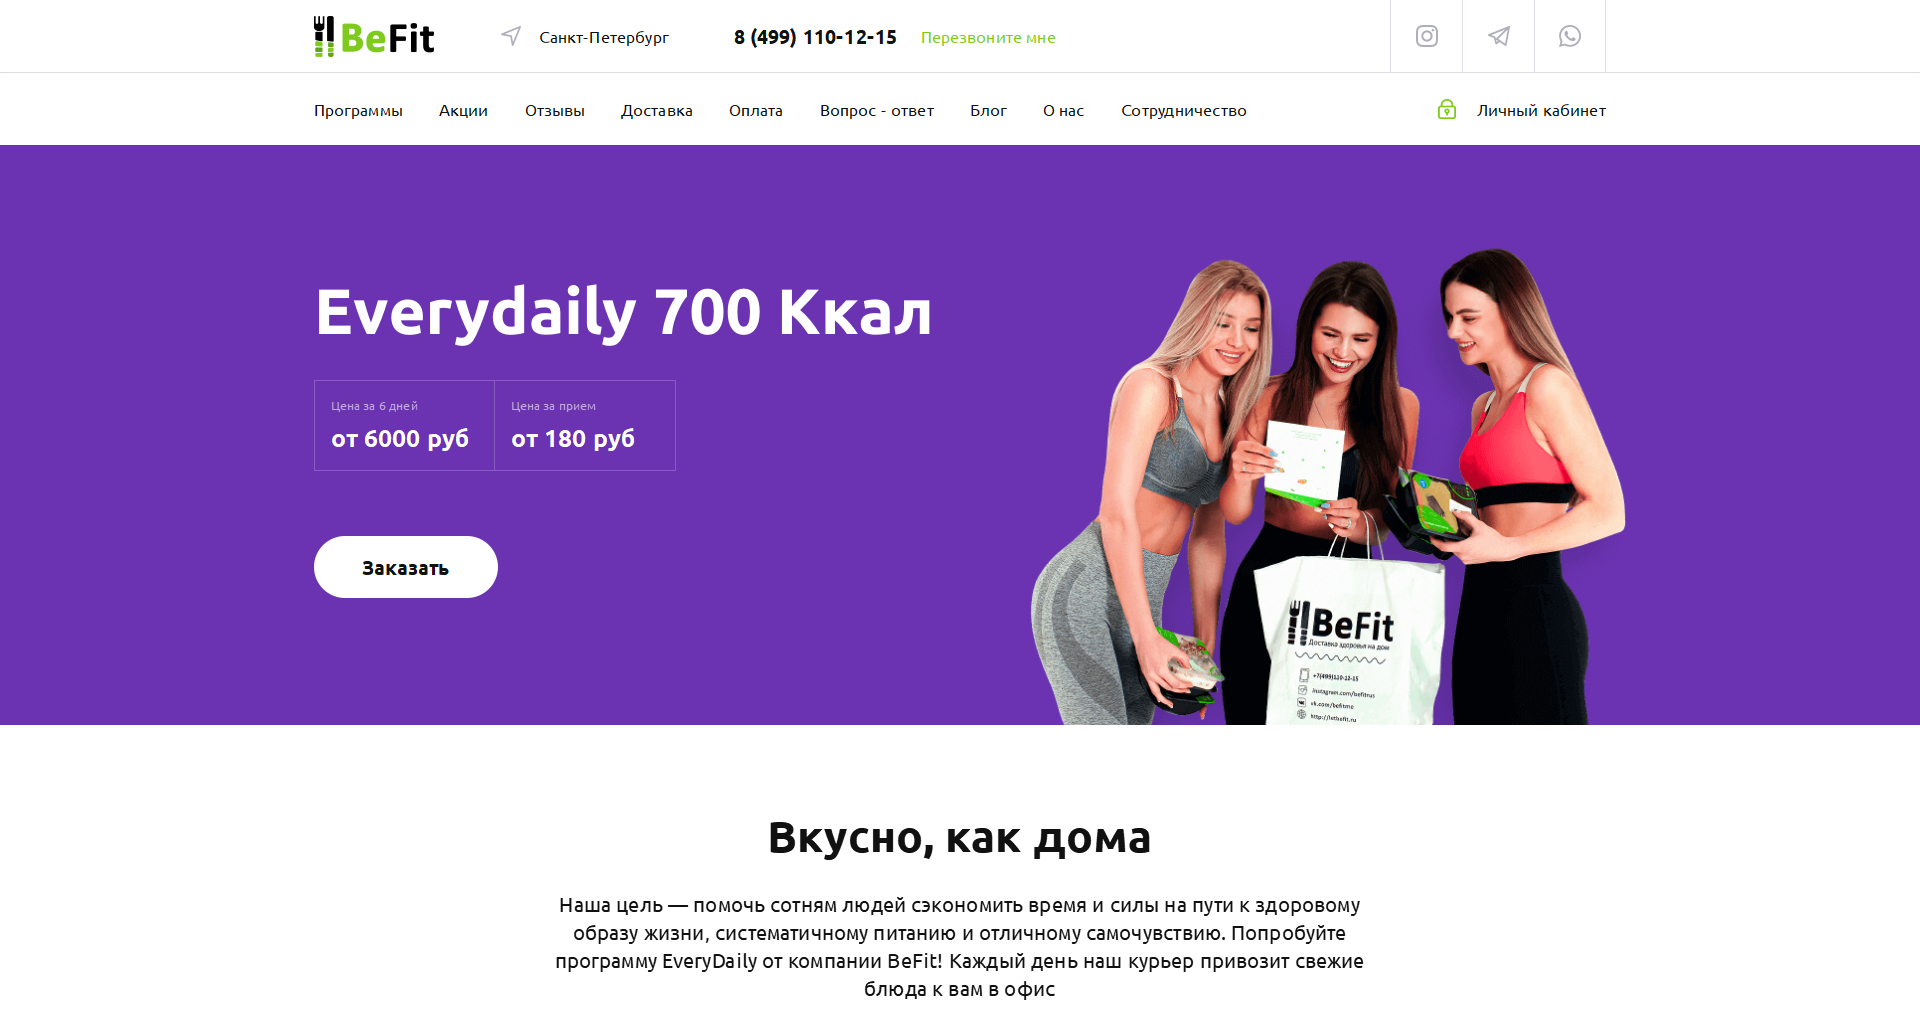 BeFit
Санкт-Петербург
8 (499) 110-12-15
Перезвоните мне
Программы
Акции
Отзывы
Доставка
Оплата
Вопрос - ответ
Блог
О нас
Сотрудничество
Личный кабинет
Everydaily 700 Ккал
Цена за 6 дней
от 6000 руб
Цена за прием
от 180 руб
Заказать
BeFit
Доставка здоровья на дом
+7(499)110-12-15
instagram.com/befitrus
vk.com/befitmo
http://letbefit.ru
Вкусно, как дома
Наша цель — помочь сотням людей сэкономить время и силы на пути к здоровому
образу жизни, систематичному питанию и отличному самочувствию. Попробуйте
программу EveryDaily от компании BeFit! Каждый день наш курьер привозит свежие
блюда к вам в офис